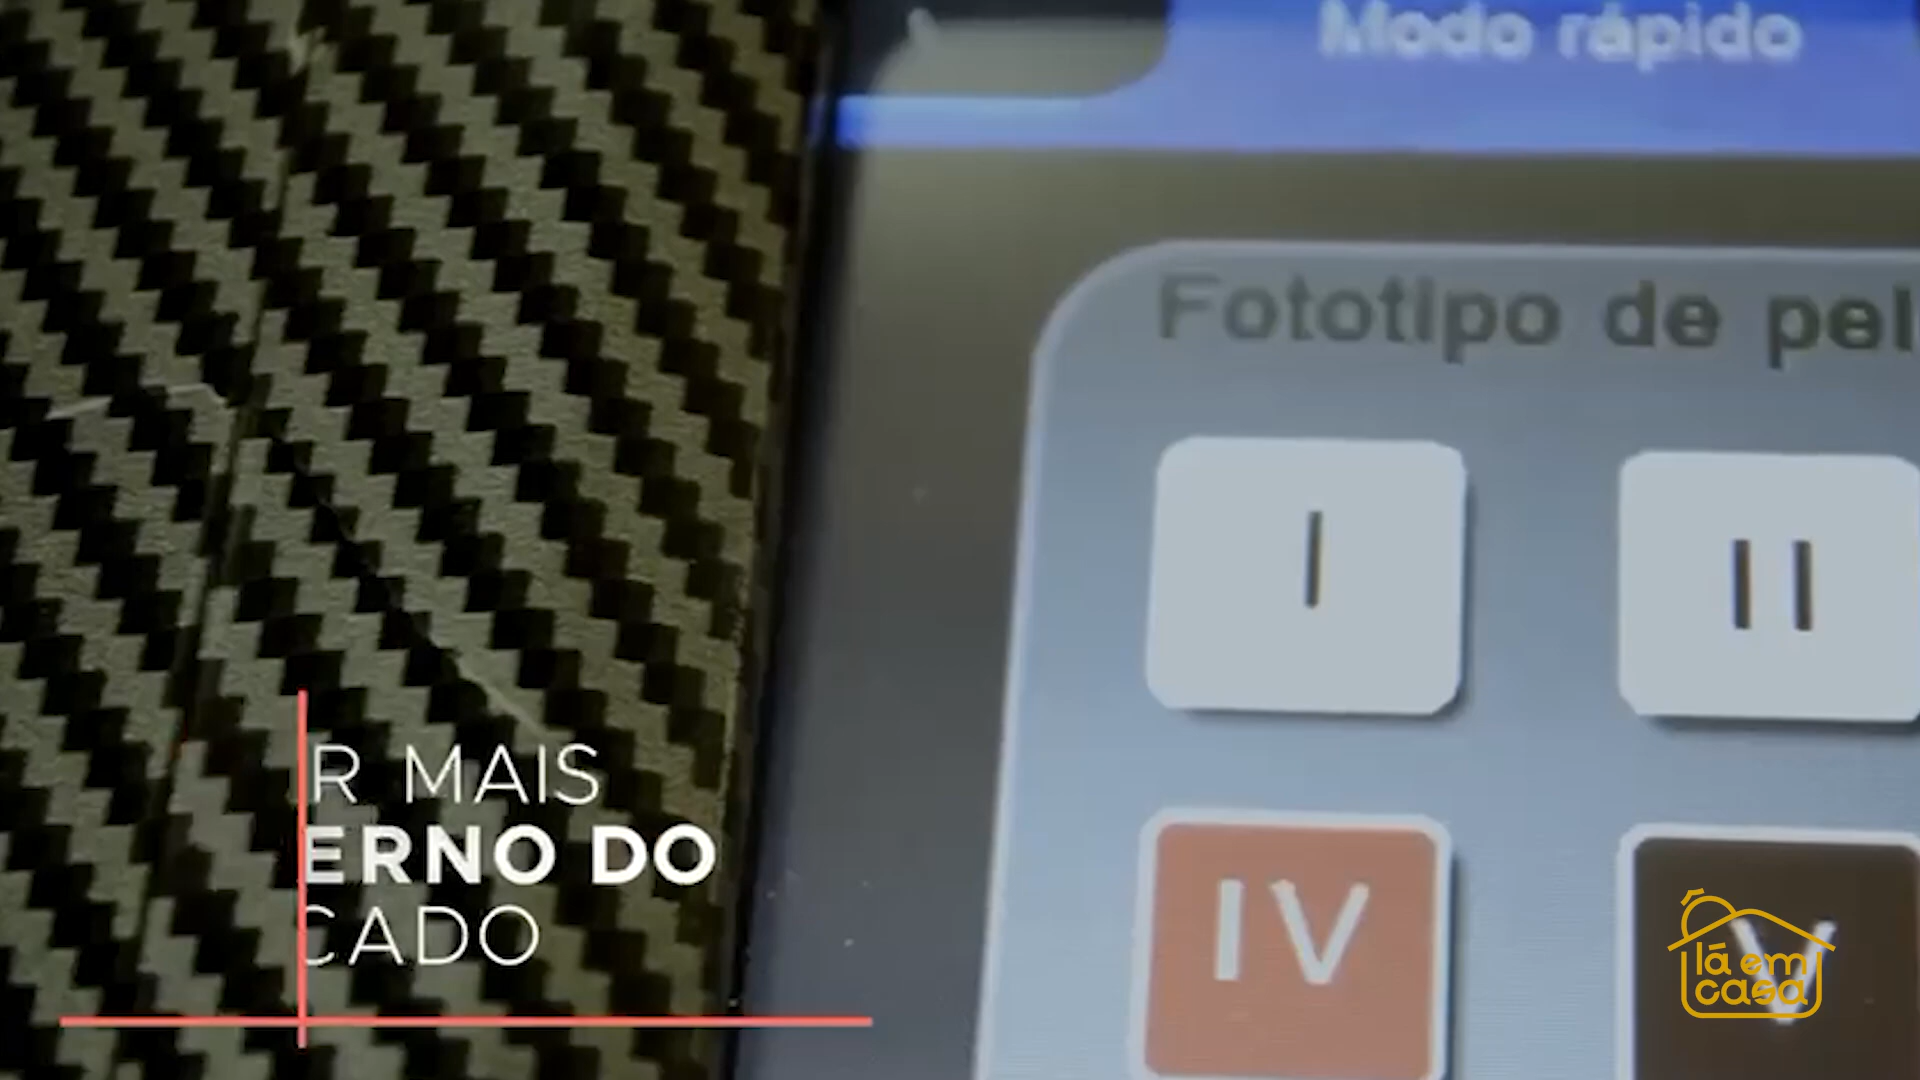 Modo rápido
Fototipo de pel
I
II
IV
V
R MAIS
ERNO DO
CADO
lá em
casa